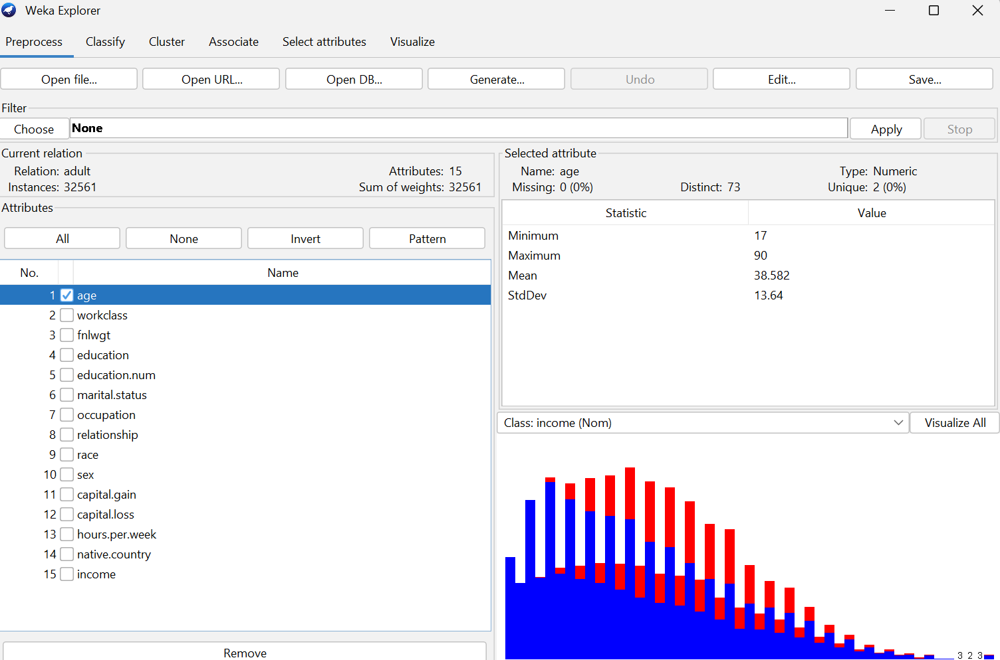 Weka Explorer
Preprocess Classify Cluster Associate Select attributes Visualize
Open file... Open URL... Open DB... Generate... Undo Edit... Save...
Filter
Choose None Apply Stop
Current relation
Relation: adult Attributes: 15
Instances: 32561 Sum of weights: 32561
Attributes
All None Invert Pattern
No. Name
1 age
2 workclass
3 fnlwgt
4 education
5 education.num
6 marital.status
7 occupation
8 relationship
9 race
10 sex
11 capital.gain
12 capital.loss
13 hours.per.week
14 native.country
15 income
Remove
Selected attribute
Name: age Type: Numeric
Missing: 0 (0%) Distinct: 73 Unique: 2 (0%)
Statistic Value
Minimum 17
Maximum 90
Mean 38.582
StdDev 13.64
Class: income (Nom) Visualize All
3 2 3